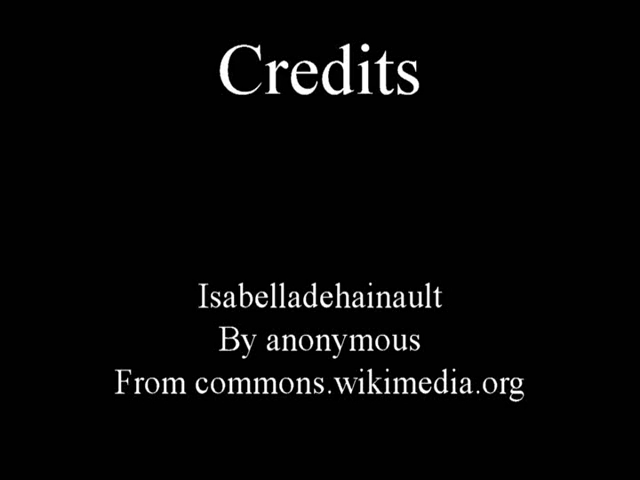 Credits
Isabelladehainault
By anonymous
From commons.wikimedia.org